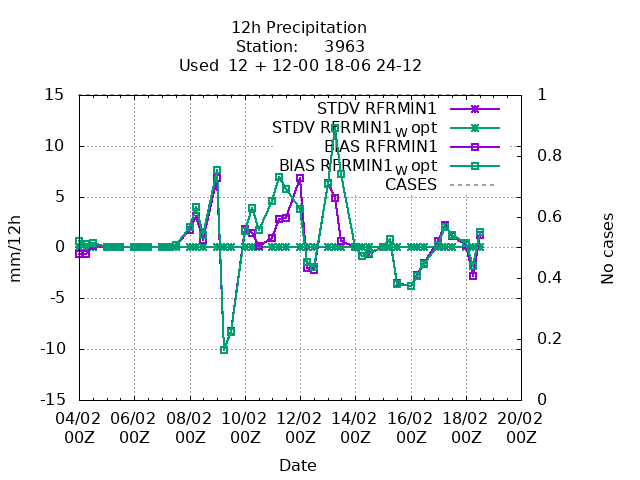 12h Precipitation
Station: 3963
Used 12 + 12-00 18-06 24-12
STDV RFRMIN1
STDV RFRMIN1_W opt
BIAS RFRMIN1
BIAS RFRMIN1_W opt
CASES
15
10
5
0
-5
-10
-15
1
0.8
0.6
0.4
0.2
0
mm/12h
No cases
04/02 06/02 08/02 10/02 12/02 14/02 16/02 18/02 20/02
00Z 00Z 00Z 00Z 00Z 00Z 00Z 00Z 00Z
Date